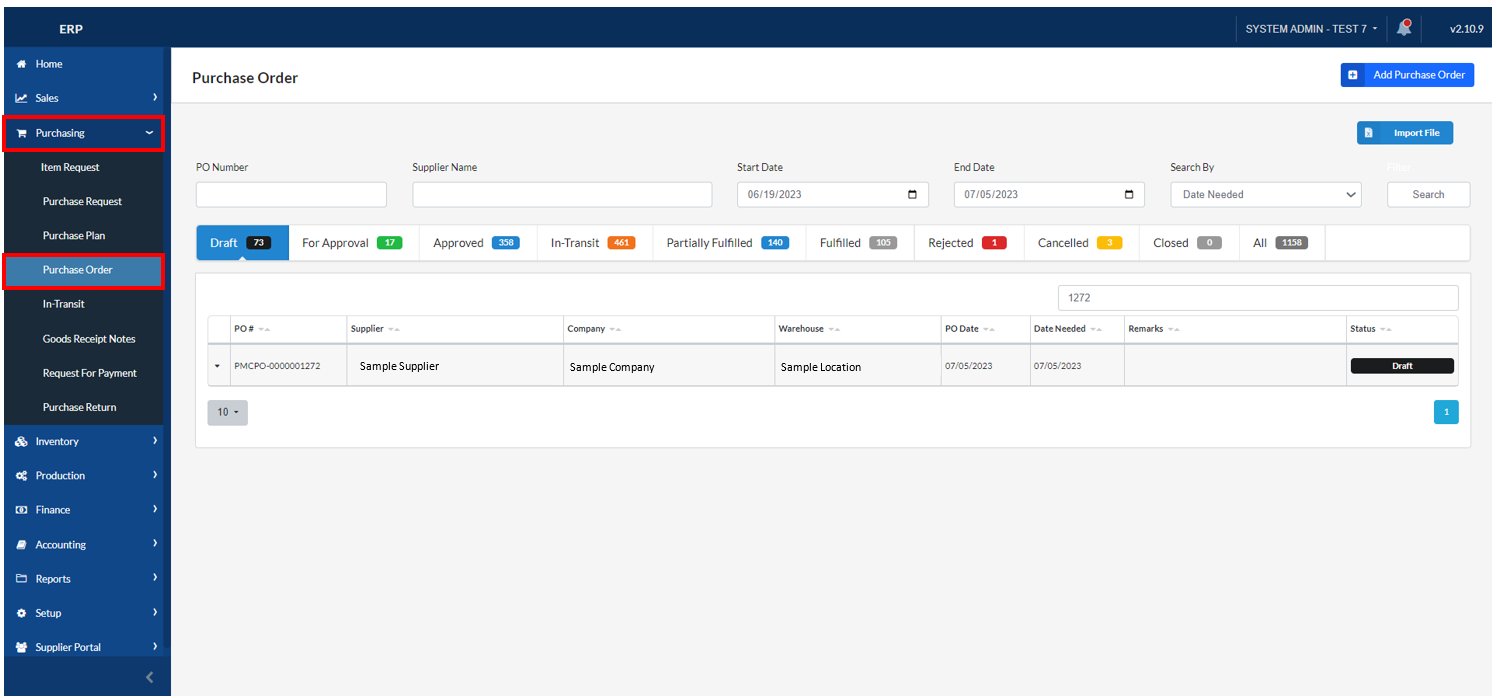 ERP
SYSTEM ADMIN - TEST 7
v2.10.9
Home
Sales
Purchasing
Item Request
Purchase Request
Purchase Plan
Purchase Order
In-Transit
Goods Receipt Notes
Request For Payment
Purchase Return
Inventory
Production
Finance
Accounting
Reports
Setup
Supplier Portal
Purchase Order
Add Purchase Order
Import File
PO Number Supplier Name Start Date End Date Search By Filter
06/19/2023 07/05/2023 Date Needed Search
Draft 73 For Approval 17 Approved 358 In-Transit 461 Partially Fulfilled 140 Fulfilled 105 Rejected 1 Cancelled 3 Closed 0 All 1158
1272
PO # Supplier Company Warehouse PO Date Date Needed Remarks Status
PMCPO-0000001272 Sample Supplier Sample Company Sample Location 07/05/2023 07/05/2023 Draft
10
1